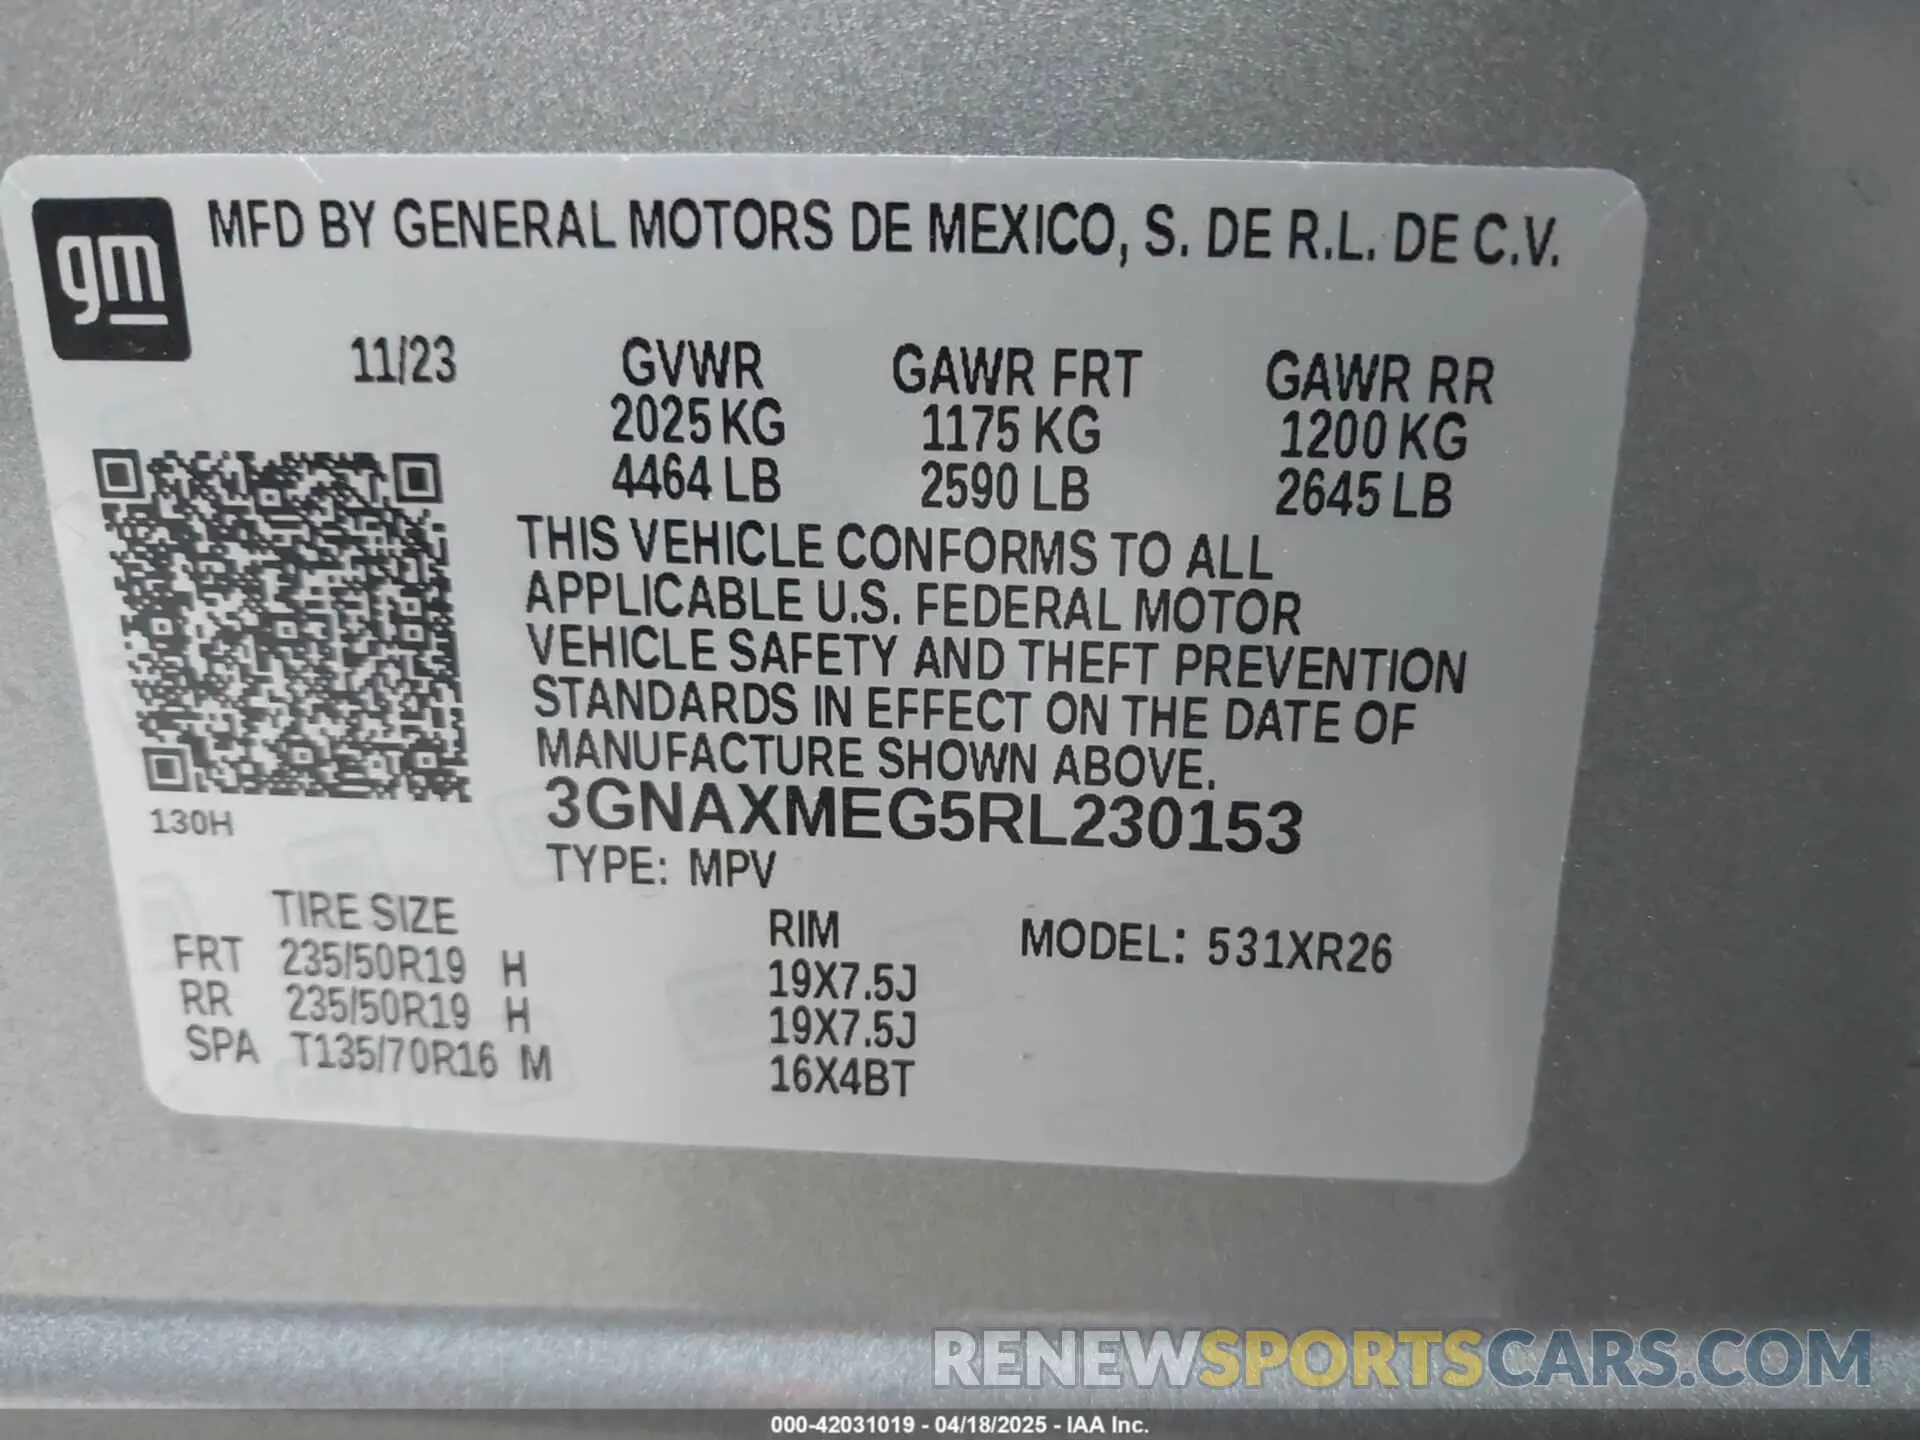 gm
MFD BY GENERAL MOTORS DE MEXICO, S. DE R.L. DE C.V.
11/23 GVWR GAWR FRT GAWR RR
2025 KG 1175 KG 1200 KG
4464 LB 2590 LB 2645 LB
THIS VEHICLE CONFORMS TO ALL
APPLICABLE U.S. FEDERAL MOTOR
VEHICLE SAFETY AND THEFT PREVENTION
STANDARDS IN EFFECT ON THE DATE OF
MANUFACTURE SHOWN ABOVE.
3GNAXMEG5RL230153
130H
TYPE: MPV
TIRE SIZE RIM MODEL: 531XR26
FRT 235/50R19 H 19X7.5J
RR 235/50R19 H 19X7.5J
SPA T135/70R16 M 16X4BT
RENEWSPORTSCARS.COM
000-42031019 - 04/18/2025 - IAA Inc.